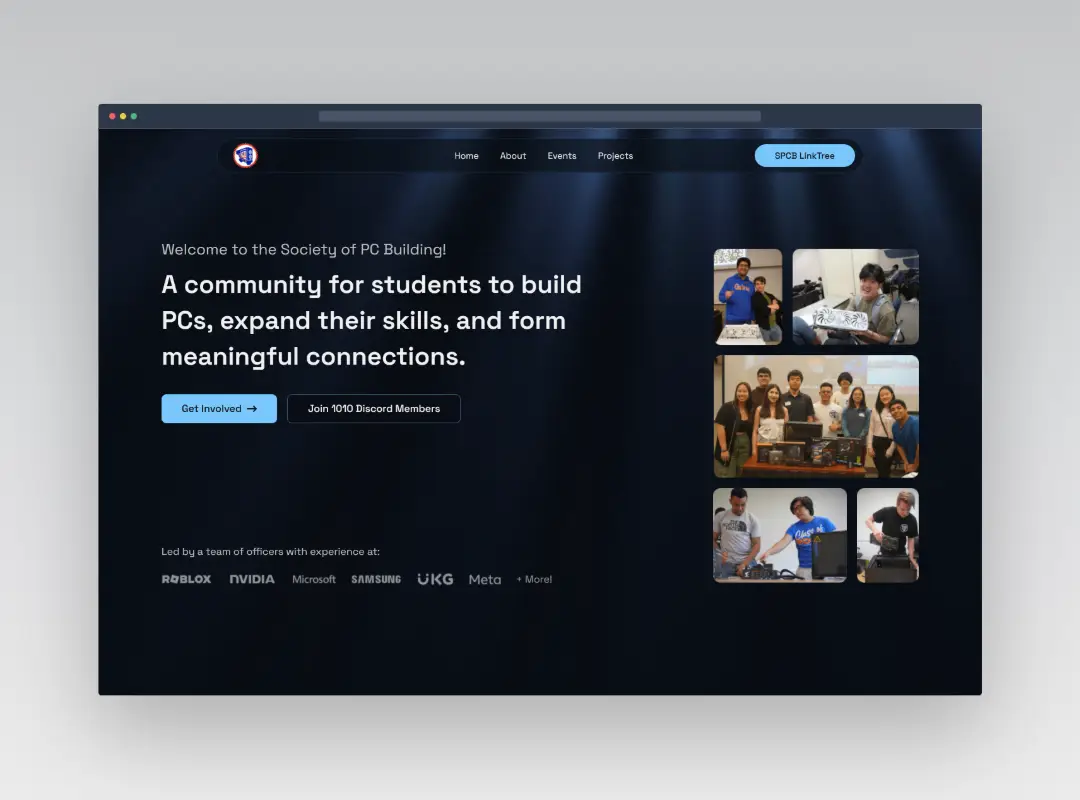 Home About Events Projects
SPCB LinkTree
Welcome to the Society of PC Building!
A community for students to build
PCs, expand their skills, and form
meaningful connections.
Get Involved →
Join 1010 Discord Members
Led by a team of officers with experience at:
ROBLOX NVIDIA Microsoft SAMSUNG UKG Meta + More!